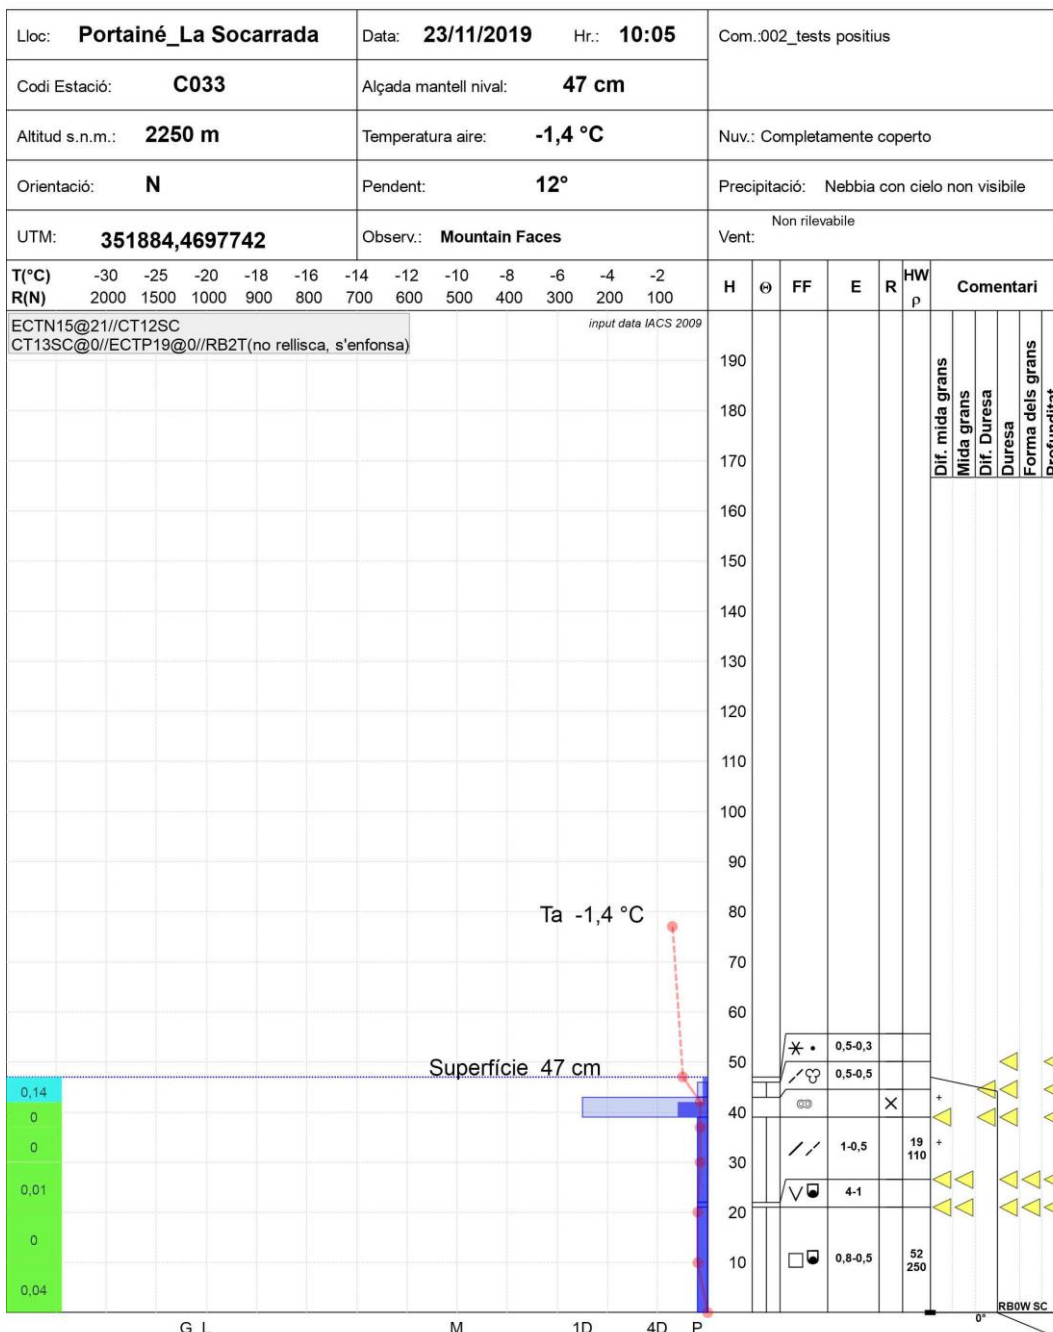 Lloc: Portainé_La Socarrada Data: 23/11/2019 Hr.: 10:05 Com.:002_tests positius
Codi Estació: C033 Alçada mantell nival: 47 cm
Altitud s.n.m.: 2250 m Temperatura aire: -1,4 °C Nuv.: Completamente coperto
Orientació: N Pendent: 12° Precipitació: Nebbia con cielo non visibile
UTM: 351884,4697742 Observ.: Mountain Faces Vent: Non rilevabile
T(°C) -30 -25 -20 -18 -16 -14 -12 -10 -8 -6 -4 -2
R(N) 2000 1500 1000 900 800 700 600 500 400 300 200 100
H Θ FF E R HW ρ Comentari
ECTN15@21//CT12SC
CT13SC@0//ECTP19@0//RB2T(no rellisca, s'enfonsa)
input data IACS 2009
Dif. mida grans
Mida grans
Dif. Duresa
Duresa
Forma dels grans
Profunditat
190
180
170
160
150
140
130
120
110
100
90
80
70
60
50
40
30
20
10
Ta -1,4 °C
Superfície 47 cm
0,14
0
0
0,01
0
0,04
0,5-0,3
0,5-0,5
+
1-0,5 19 110 +
4-1
0,8-0,5 52 250
RB0W SC
0°
G L M 1D 4D P